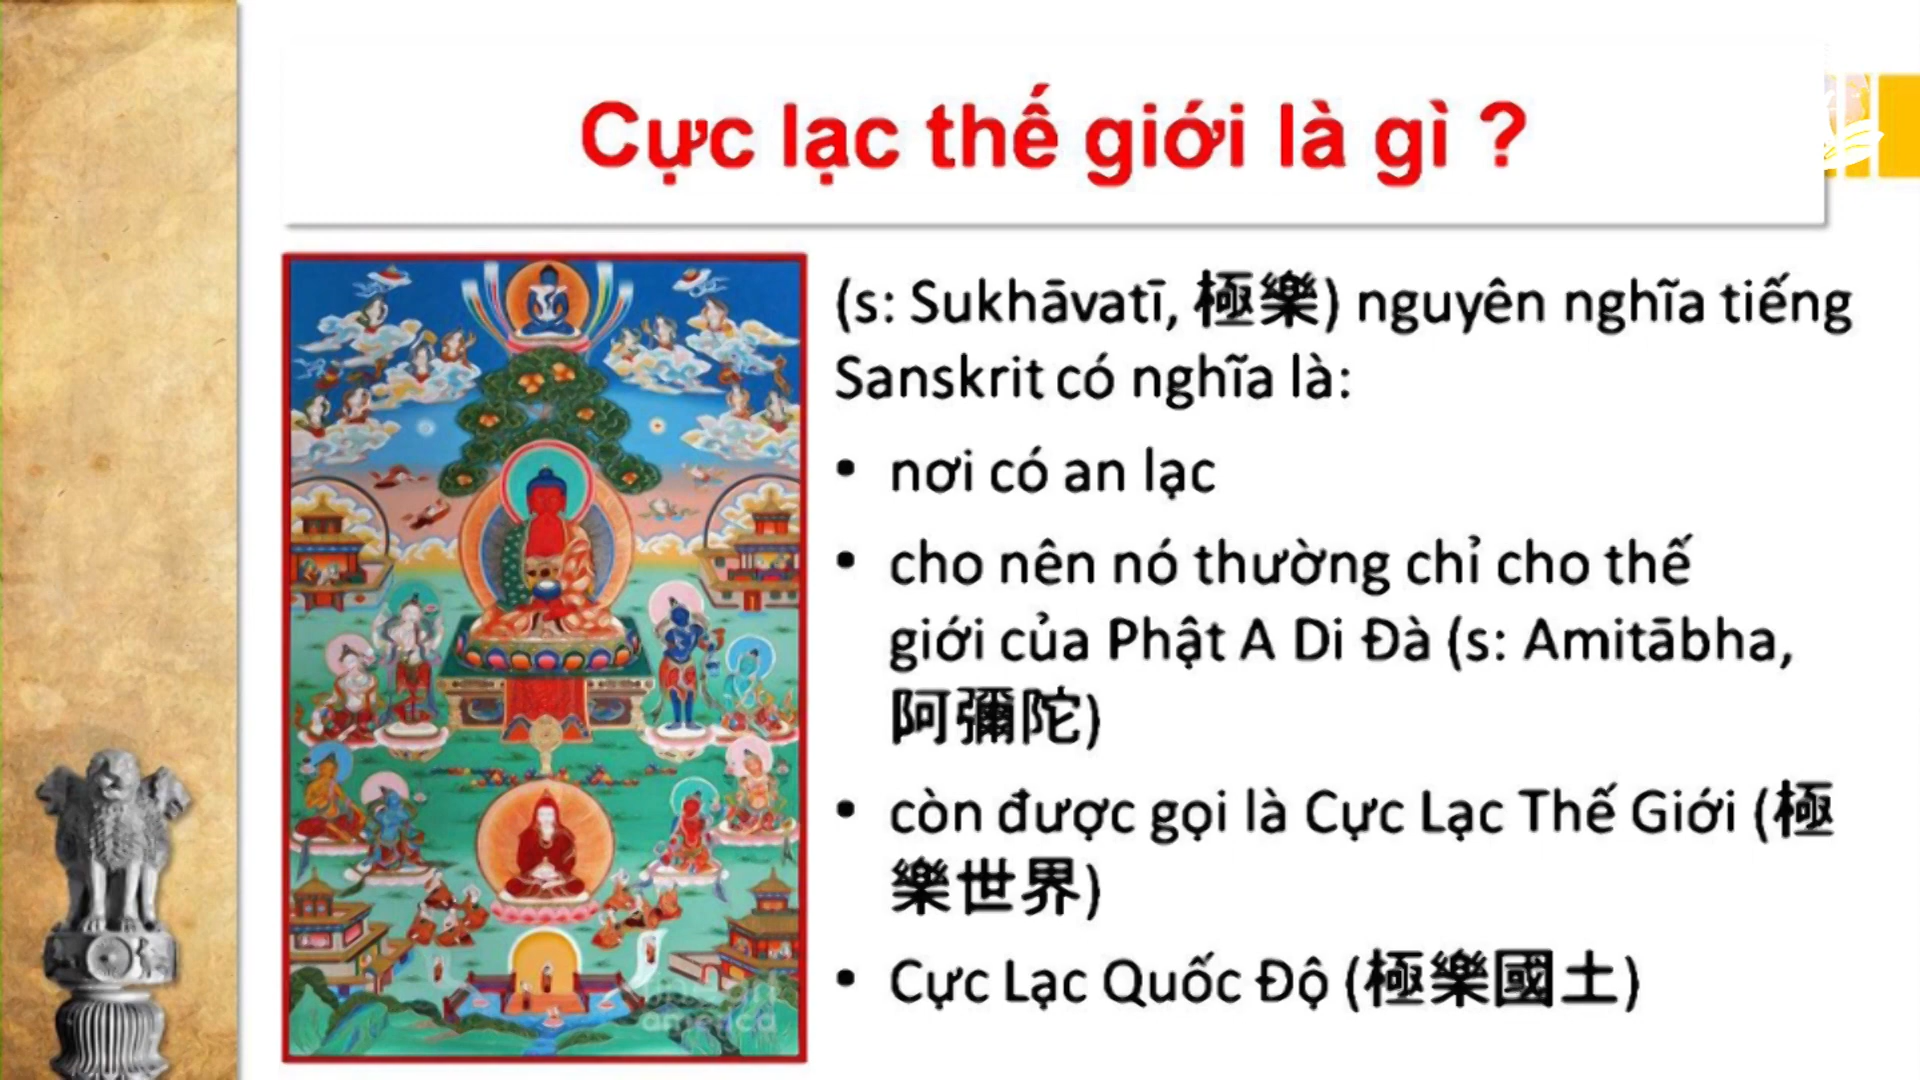 Cực lạc thế giới là gì ?
(s: Sukhāvatī, 極樂) nguyên nghĩa tiếng
Sanskrit có nghĩa là:
• nơi có an lạc
• cho nên nó thường chỉ cho thế
giới của Phật A Di Đà (s: Amitābha,
阿彌陀)
• còn được gọi là Cực Lạc Thế Giới (極
樂世界)
• Cực Lạc Quốc Độ (極樂國土)
america